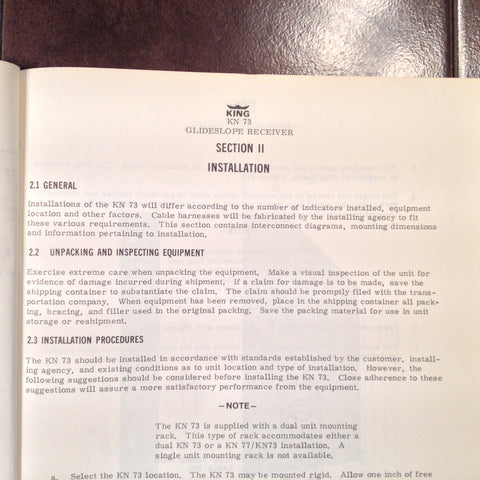 KING
KN 73
GLIDESLOPE RECEIVER
SECTION II
INSTALLATION
2.1 GENERAL
Installations of the KN 73 will differ according to the number of indicators installed, equipment
location and other factors. Cable harnesses will be fabricated by the installing agency to fit
these various requirements. This section contains interconnect diagrams, mounting dimensions
and information pertaining to installation.
2.2 UNPACKING AND INSPECTING EQUIPMENT
Exercise extreme care when unpacking the equipment. Make a visual inspection of the unit for
evidence of damage incurred during shipment. If a claim for damage is to be made, save the
shipping container to substantiate the claim. The claim should be promptly filed with the trans-
portation company. When equipment has been removed, place in the shipping container all pack-
ing, bracing, and filler used in the original packing. Save the packing material for use in unit
storage or reshipment.
2.3 INSTALLATION PROCEDURES
The KN 73 should be installed in accordance with standards established by the customer, install-
ing agency, and existing conditions as to unit location and type of installation. However, the
following suggestions should be considered before installing the KN 73. Close adherence to these
suggestions will assure a more satisfactory performance from the equipment.
-NOTE-
The KN 73 is supplied with a dual unit mounting
rack. This type of rack accommodates either a
dual KN 73 or a KN 77/KN73 installation. A
single unit mounting rack is not available.
a. Select the KN 73 location. The KN 73 may be mounted rigid. Allow one inch of free